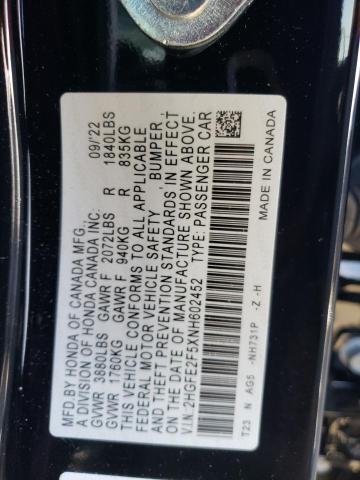 MFD BY HONDA OF CANADA MFG. 09/'22
A DIVISION OF HONDA CANADA INC.
GVWR 3880LBS GAWR F 2072LBS R 1840LBS
GVWR 1760KG GAWR F 940KG R 835KG
THIS VEHICLE CONFORMS TO ALL APPLICABLE
FEDERAL MOTOR VEHICLE SAFETY, BUMPER,
AND THEFT PREVENTION STANDARDS IN EFFECT
ON THE DATE OF MANUFACTURE SHOWN ABOVE.
V.I.N: 2HGFE2F5XNH602452 TYPE: PASSENGER CAR
T23 N AG5 -NH731P -Z -H
MADE IN CANADA